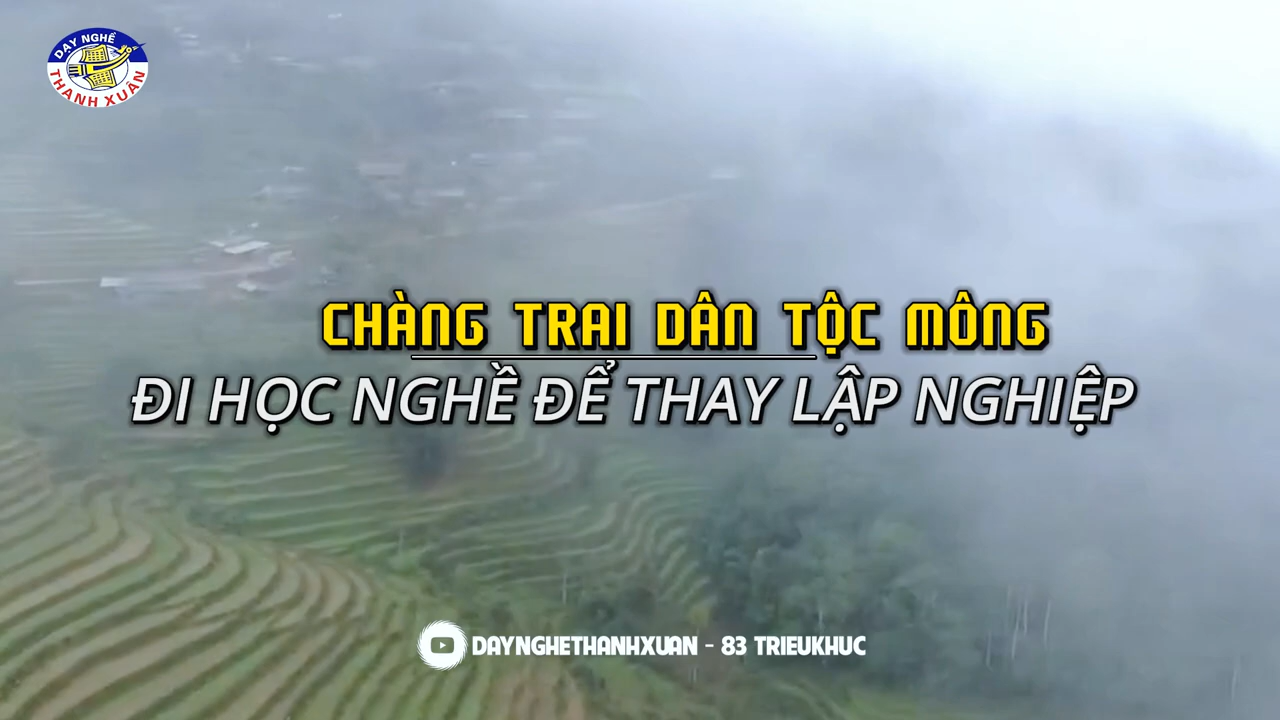 DẠY NGHỀ
THANH XUÂN
CHÀNG TRAI DÂN TỘC MÔNG
ĐI HỌC NGHỀ ĐỂ THAY LẬP NGHIỆP
DAYNGHETHANHXUAN - 83 TRIEUKHUC